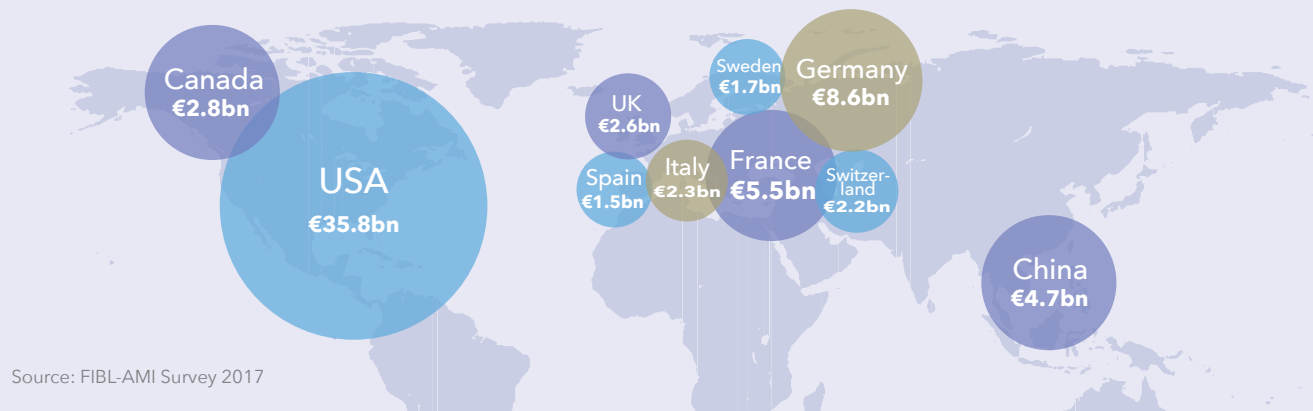 Canada
€2.8bn
USA
€35.8bn
UK
€2.6bn
Spain
€1.5bn
Italy
€2.3bn
France
€5.5bn
Sweden
€1.7bn
Germany
€8.6bn
Switzer-
land
€2.2bn
China
€4.7bn
Source: FIBL-AMI Survey 2017